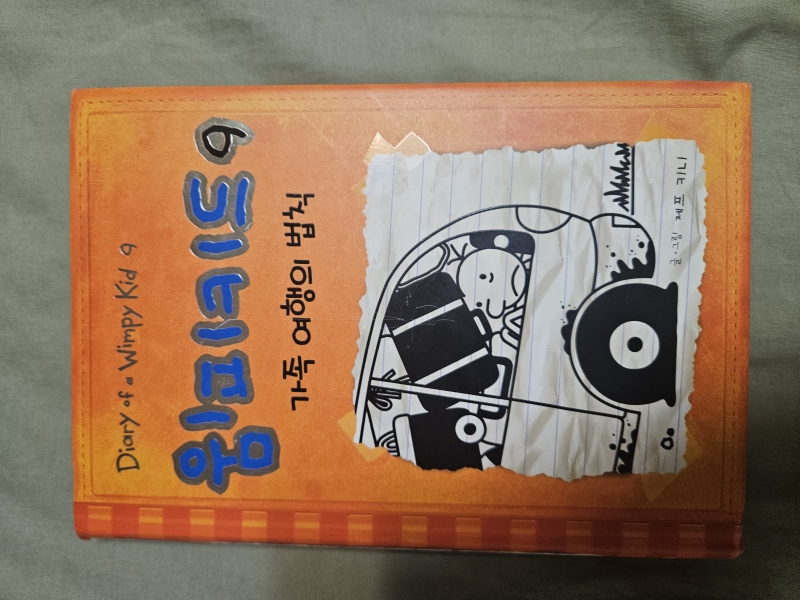 Diary of a Wimpy Kid 9
윔피키드 9
가족 여행의 법칙
글·그림 제프 키니